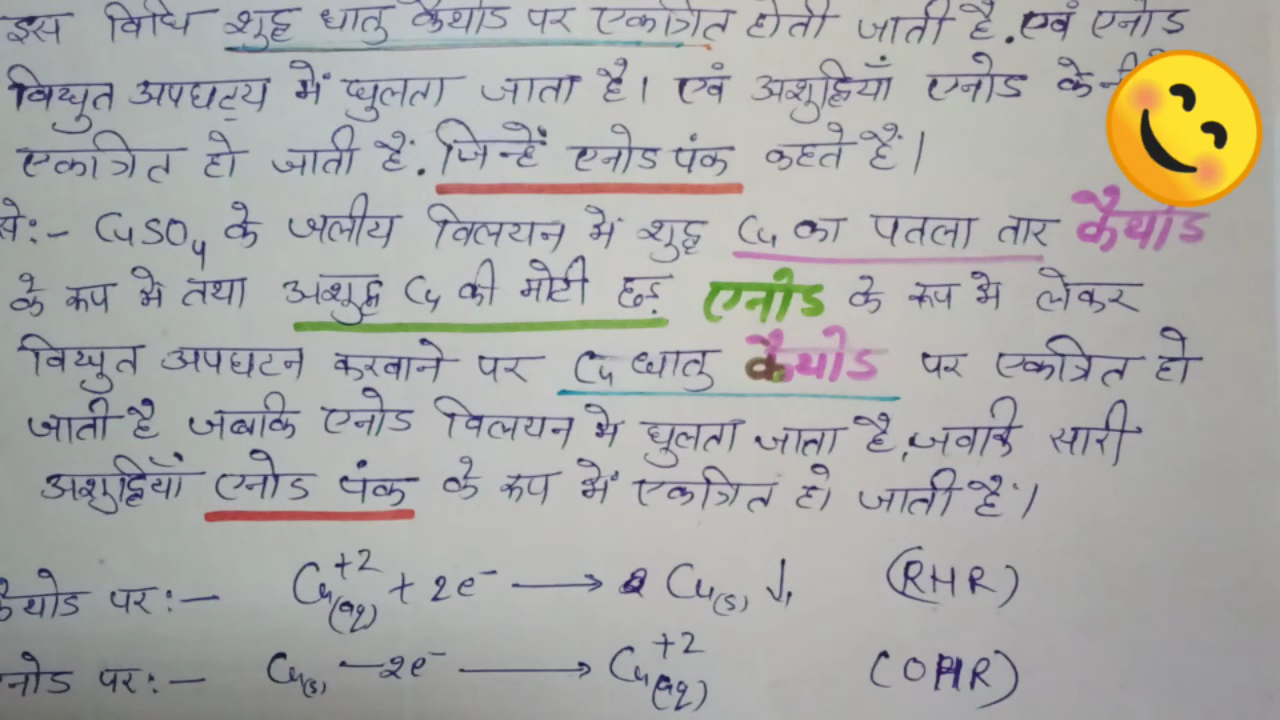 इस विधि शुद्ध धातु कैथोड पर एकत्रित होती जाती है. एवं एनोड
विद्युत अपघट्य में घुलता जाता है। एवं अशुद्धियाँ एनोड के
एकत्रित हो जाती हैं. जिन्हें एनोड पंक कहते हैं।
से:- CuSO4 के जलीय विलयन में शुद्ध Cu का पतला तार कैथोड
के रूप में तथा अशुद्ध Cu की मोटी छड़ एनोड के रूप में लेकर
विद्युत अपघटन करवाने पर Cu धातु कैथोड पर एकत्रित हो
जाती है जबकि एनोड विलयन में घुलता जाता है, जबकि सारी
अशुद्धियाँ एनोड पंक के रूप में एकत्रित हो जाती हैं।
कैथोड पर:- Cu+2(aq) + 2e- → Cu(s) ↓, (RHR)
एनोड पर:- Cu(s) -2e- → Cu+2(aq) (OHR)